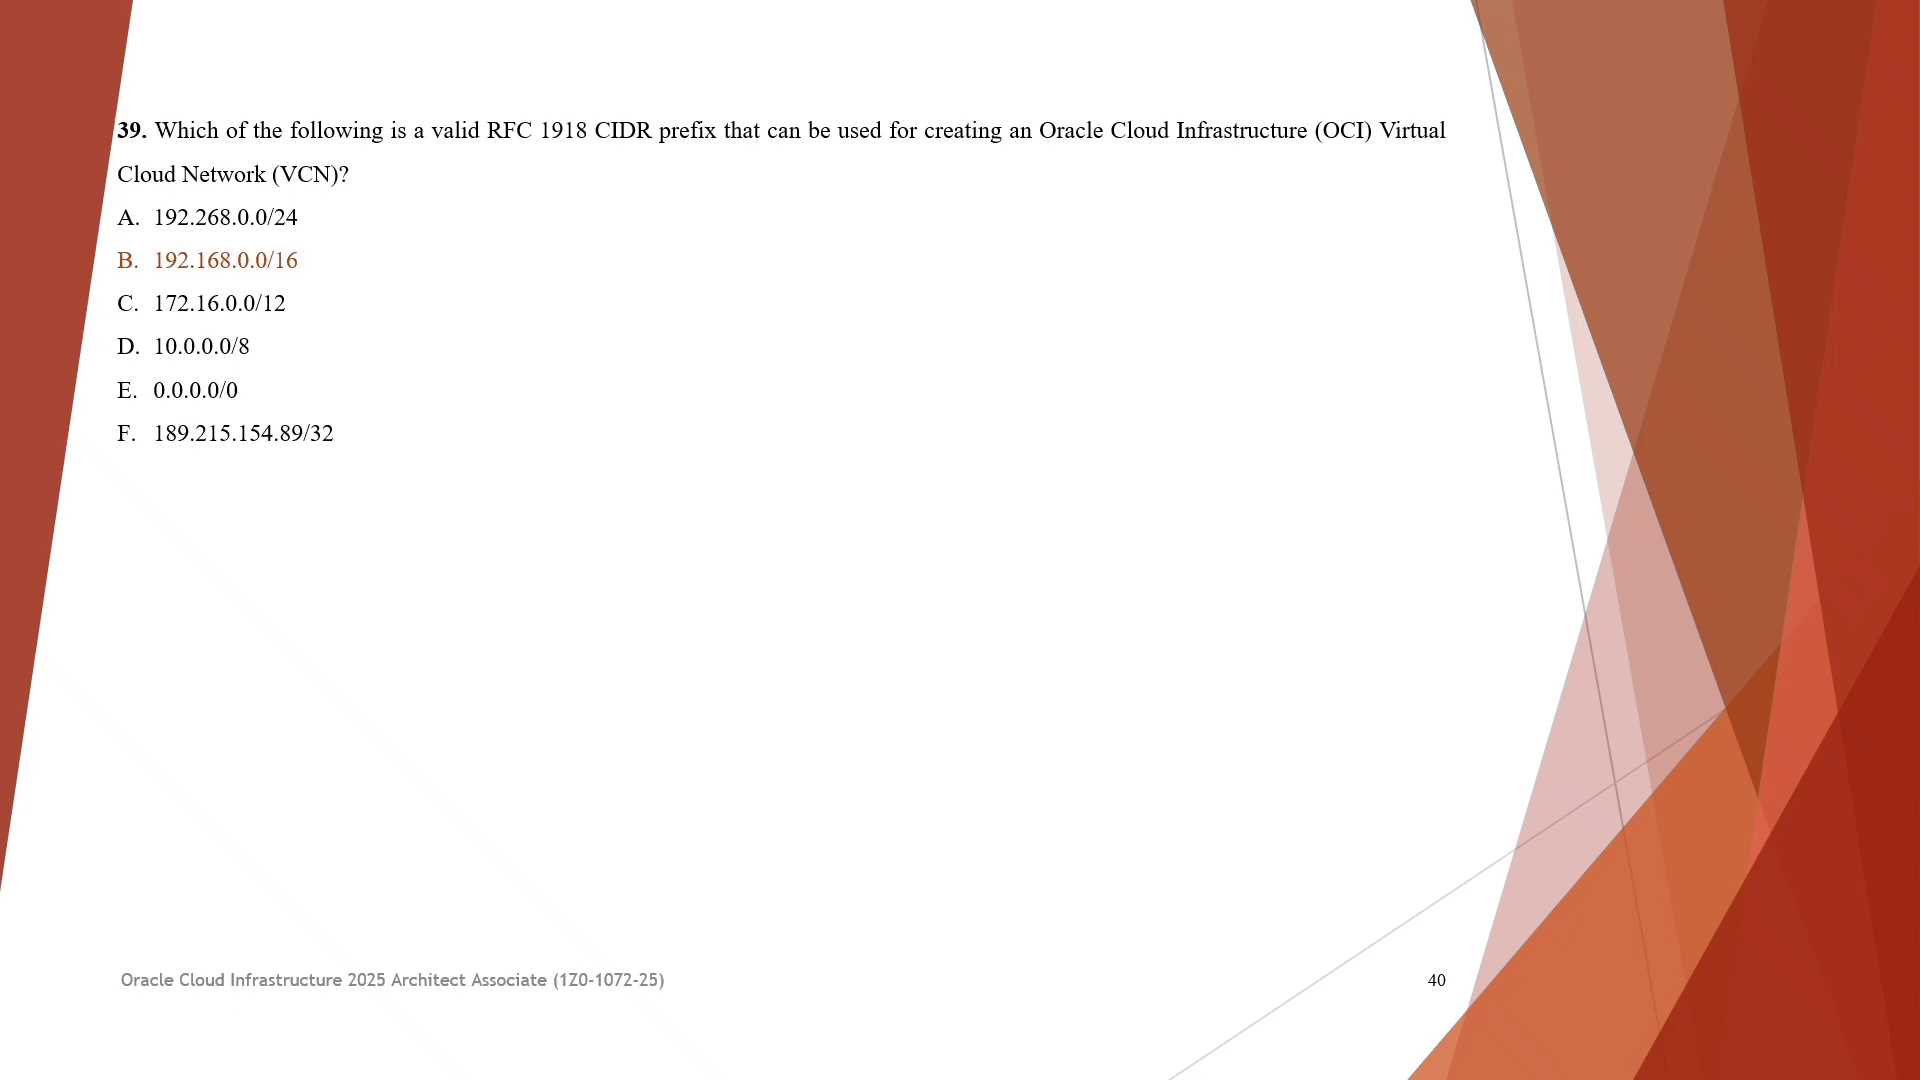 39. Which of the following is a valid RFC 1918 CIDR prefix that can be used for creating an Oracle Cloud Infrastructure (OCI) Virtual
Cloud Network (VCN)?
A. 192.268.0.0/24
B. 192.168.0.0/16
C. 172.16.0.0/12
D. 10.0.0.0/8
E. 0.0.0.0/0
F. 189.215.154.89/32
Oracle Cloud Infrastructure 2025 Architect Associate (1Z0-1072-25)
40